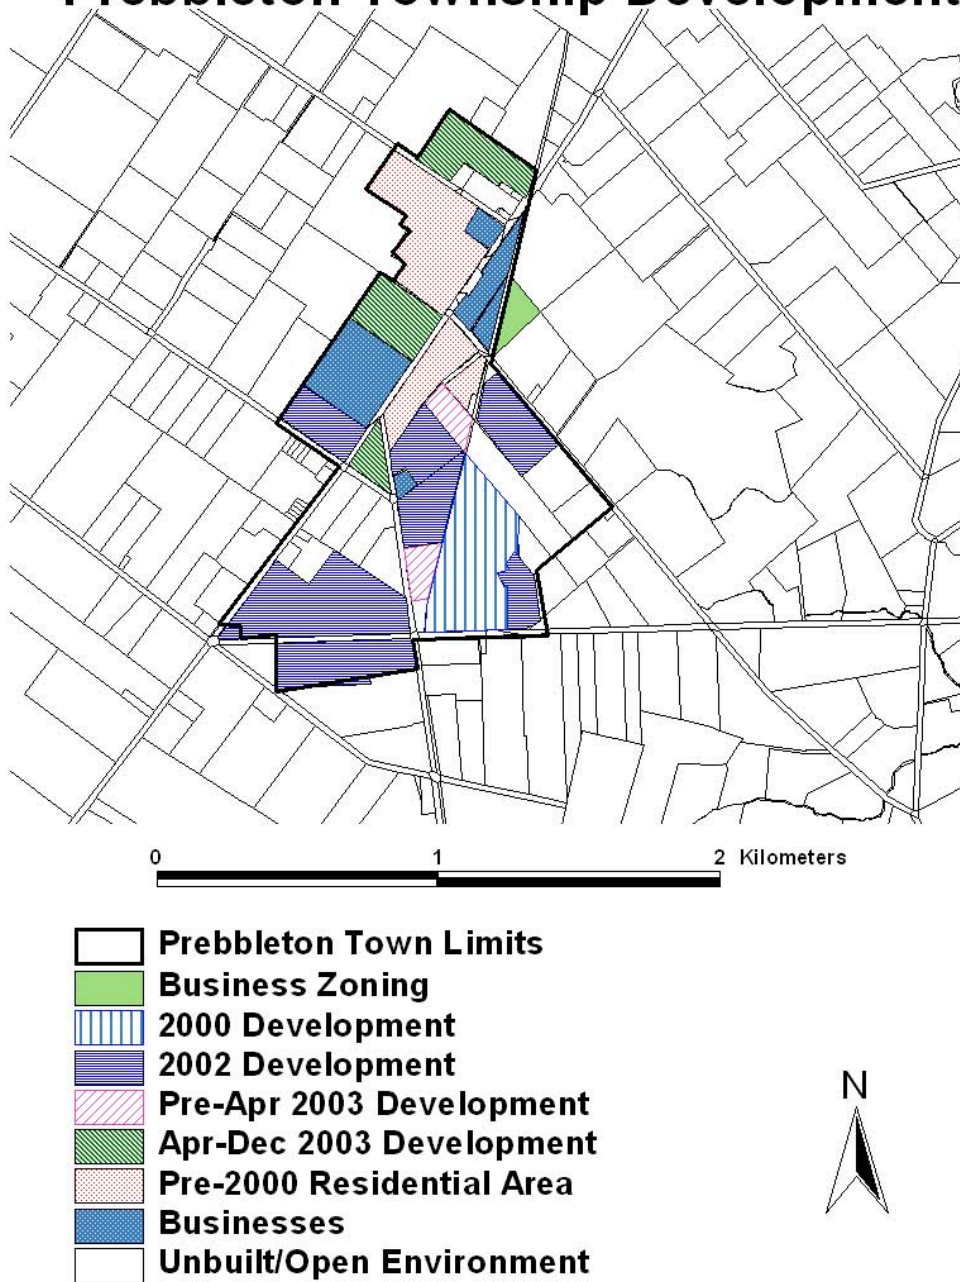 Prebbleton Township Development
0 1 2 Kilometers
Prebbleton Town Limits
Business Zoning
2000 Development
2002 Development
Pre-Apr 2003 Development
Apr-Dec 2003 Development
Pre-2000 Residential Area
Businesses
Unbuilt/Open Environment
N